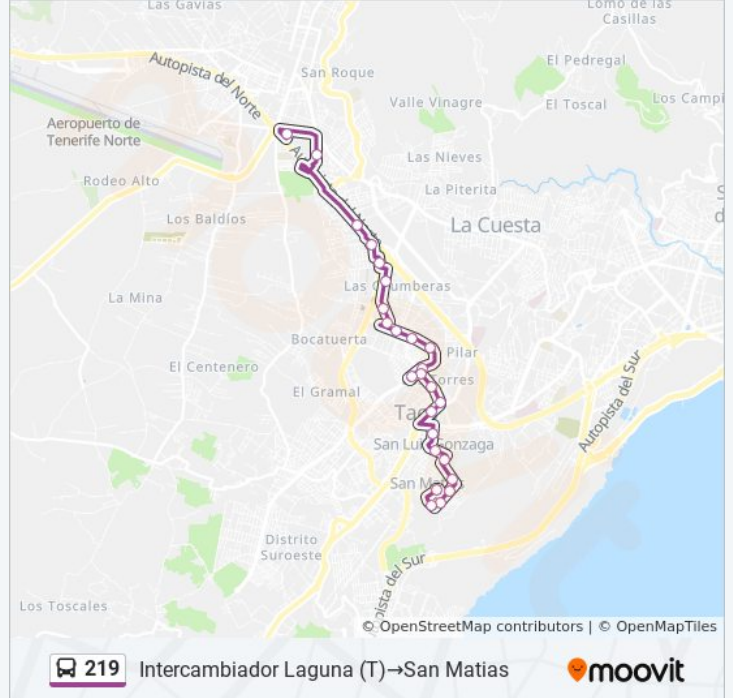 Las Gavias
Lomo de las
Casillas
Autopista del Norte
San Roque
El Pedregal
Valle Vinagre
El Toscal
Los Campi
Aeropuerto de
Tenerife Norte
Las Nieves
Rodeo Alto
La Piterita
Los Baldíos
La Cuesta
La Mina
Bocatuerta
Pilar
El Centenero
El Gramal
Torres
Autopista del Sur
San Luis Gonzaga
San Matías
Distrito
Suroeste
pista del Sur
Los Toscales
© OpenStreetMap contributors | © OpenMapTiles
219 Intercambiador Laguna (T)→San Matias
moovit